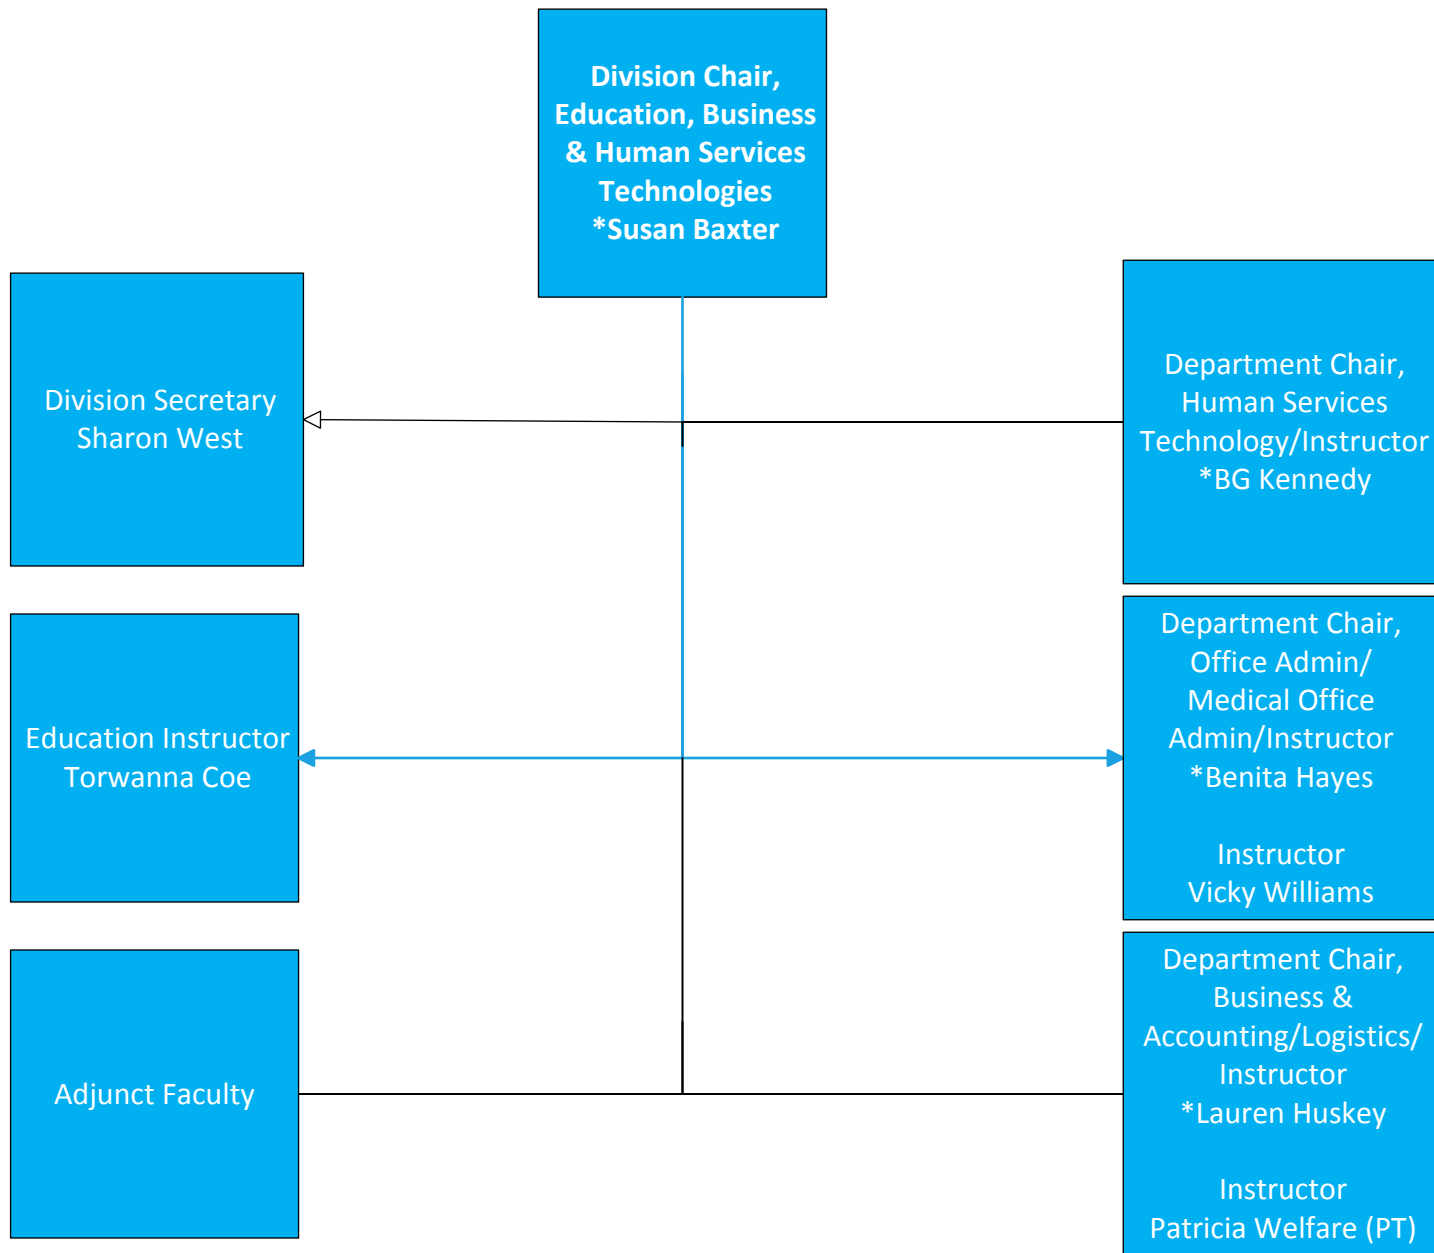 Division Chair,
Education, Business
& Human Services
Technologies
*Susan Baxter
Division Secretary
Sharon West
Department Chair,
Human Services
Technology/Instructor
*BG Kennedy
Education Instructor
Torwanna Coe
Department Chair,
Office Admin/
Medical Office
Admin/Instructor
*Benita Hayes
Instructor
Vicky Williams
Adjunct Faculty
Department Chair,
Business &
Accounting/Logistics/
Instructor
*Lauren Huskey
Instructor
Patricia Welfare (PT)